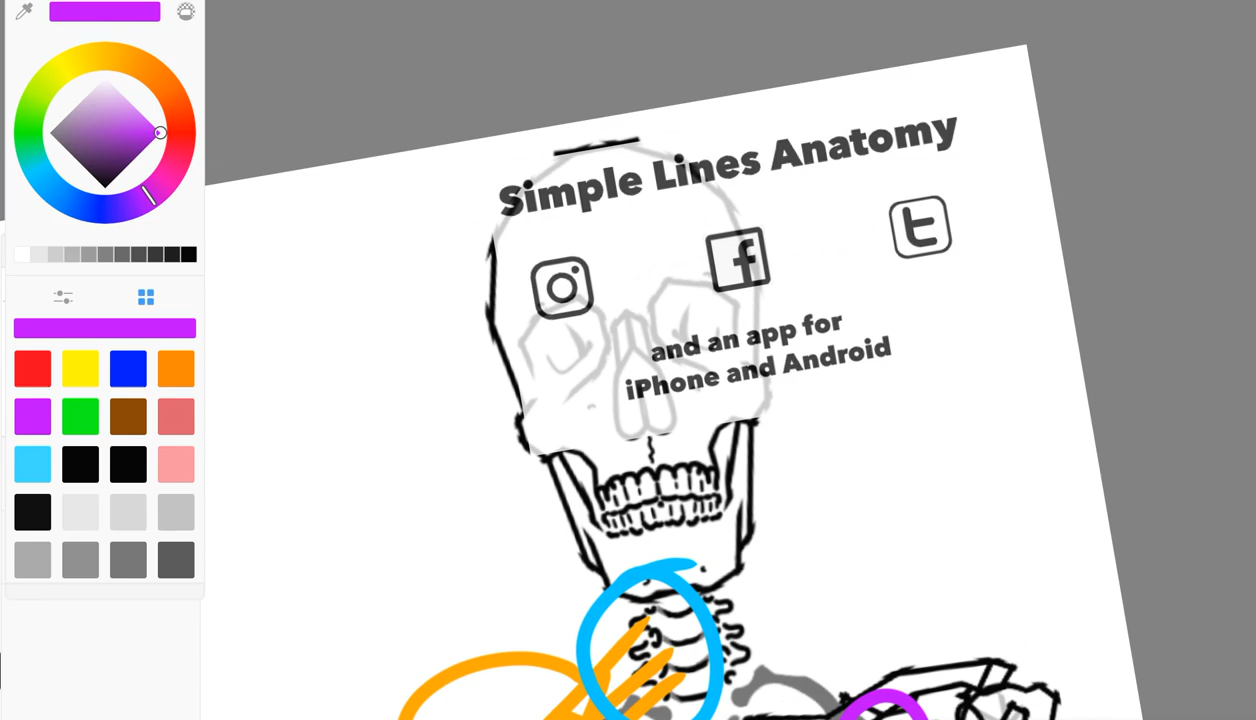 Simple Lines Anatomy
f
t
and an app for
iPhone and Android